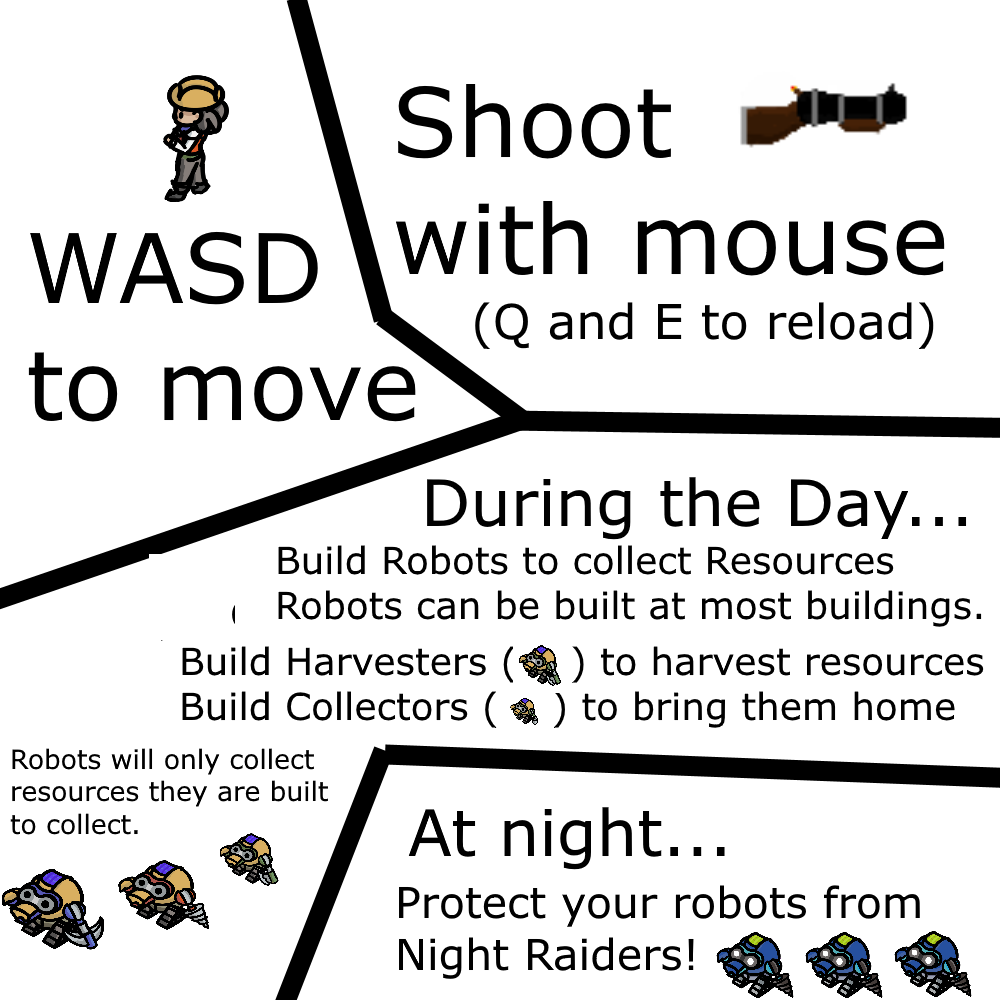 WASD
to move
Shoot
with mouse
(Q and E to reload)
During the Day...
Build Robots to collect Resources
Robots can be built at most buildings.
Build Harvesters ( ) to harvest resources
Build Collectors ( ) to bring them home
Robots will only collect
resources they are built
to collect.
At night...
Protect your robots from
Night Raiders!